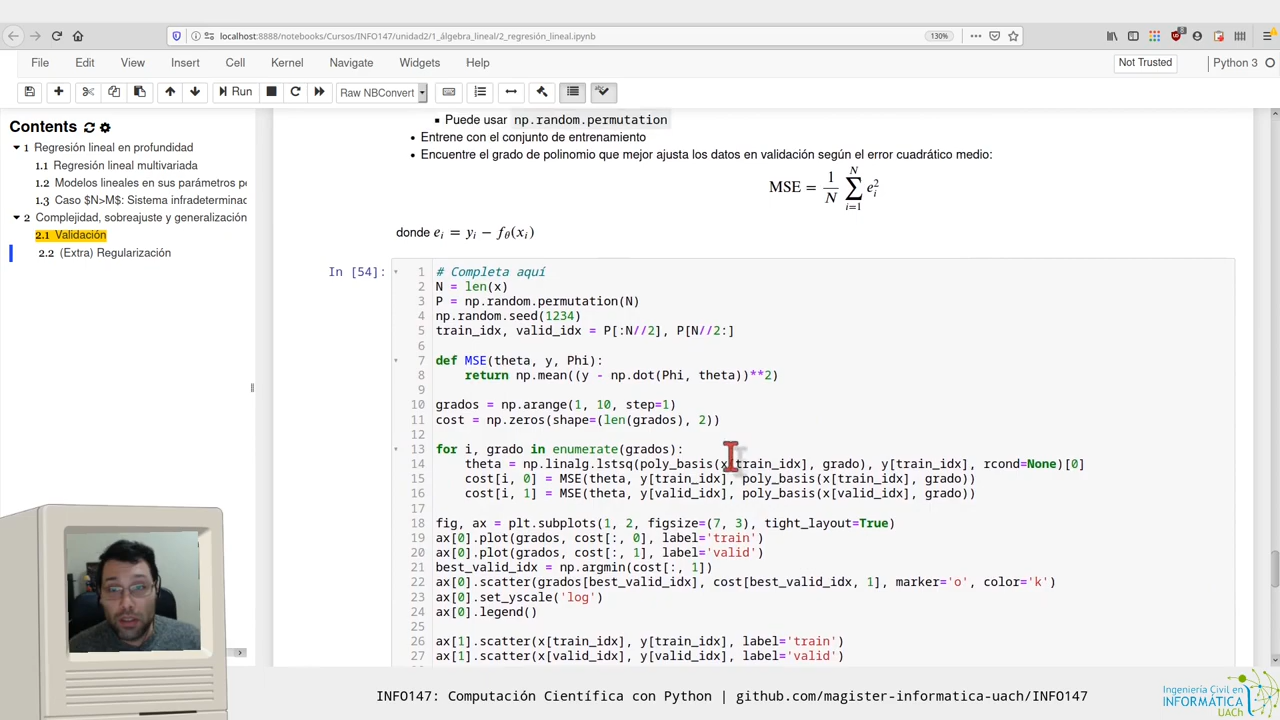 localhost:8888/notebooks/Cursos/INFO147/unidad2/1_álgebra_lineal/2_regresión_lineal.ipynb
130%
File Edit View Insert Cell Kernel Navigate Widgets Help
Not Trusted
Python 3
Run
Raw NBConvert
Contents
1 Regresión lineal en profundidad
1.1 Regresión lineal multivariada
1.2 Modelos lineales en sus parámetros pe
1.3 Caso $N>M$: Sistema infradeterminac
2 Complejidad, sobreajuste y generalización
2.1 Validación
2.2 (Extra) Regularización
Puede usar np.random.permutation
Entrene con el conjunto de entrenamiento
Encuentre el grado de polinomio que mejor ajusta los datos en validación según el error cuadrático medio:
MSE = 1/N ∑_{i=1}^{N} e_i^2
donde e_i = y_i − f_θ(x_i)
In [54]:
1 # Completa aquí
2 N = len(x)
3 P = np.random.permutation(N)
4 np.random.seed(1234)
5 train_idx, valid_idx = P[:N//2], P[N//2:]
6
7 def MSE(theta, y, Phi):
8     return np.mean((y - np.dot(Phi, theta))**2)
9
10 grados = np.arange(1, 10, step=1)
11 cost = np.zeros(shape=(len(grados), 2))
12
13 for i, grado in enumerate(grados):
14     theta = np.linalg.lstsq(poly_basis(x[train_idx], grado), y[train_idx], rcond=None)[0]
15     cost[i, 0] = MSE(theta, y[train_idx], poly_basis(x[train_idx], grado))
16     cost[i, 1] = MSE(theta, y[valid_idx], poly_basis(x[valid_idx], grado))
17
18 fig, ax = plt.subplots(1, 2, figsize=(7, 3), tight_layout=True)
19 ax[0].plot(grados, cost[:, 0], label='train')
20 ax[0].plot(grados, cost[:, 1], label='valid')
21 best_valid_idx = np.argmin(cost[:, 1])
22 ax[0].scatter(grados[best_valid_idx], cost[best_valid_idx, 1], marker='o', color='k')
23 ax[0].set_yscale('log')
24 ax[0].legend()
25
26 ax[1].scatter(x[train_idx], y[train_idx], label='train')
27 ax[1].scatter(x[valid_idx], y[valid_idx], label='valid')
INFO147: Computación Científica con Python | github.com/magister-informatica-uach/INFO147
Ingeniería Civil en
INFORMÁTICA
UACh